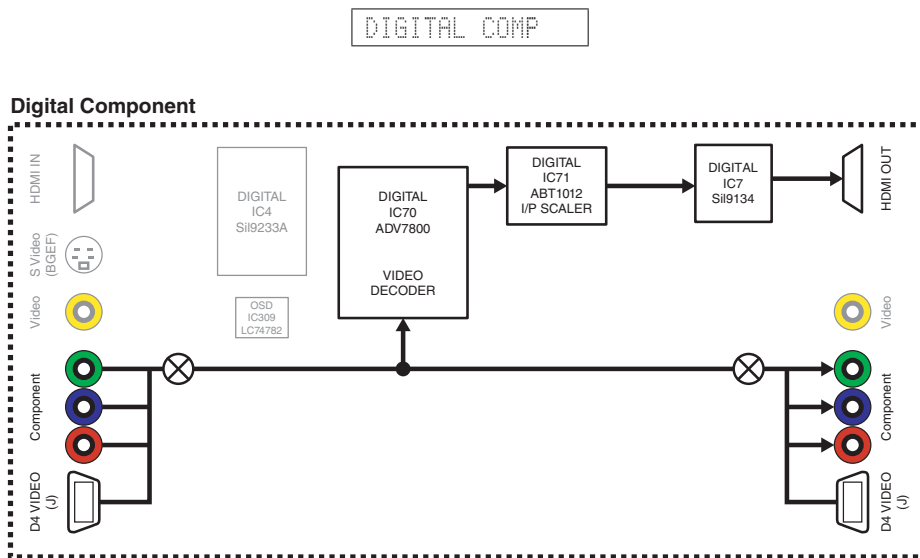 DIGITAL COMP
Digital Component
HDMI IN
S Video
(BGEF)
Video
Component
D4 VIDEO
(J)
DIGITAL
IC4
Sil9233A
OSD
IC309
LC74782
DIGITAL
IC70
ADV7800
VIDEO
DECODER
DIGITAL
IC71
ABT1012
I/P SCALER
DIGITAL
IC7
Sil9134
HDMI OUT
Video
Component
D4 VIDEO
(J)